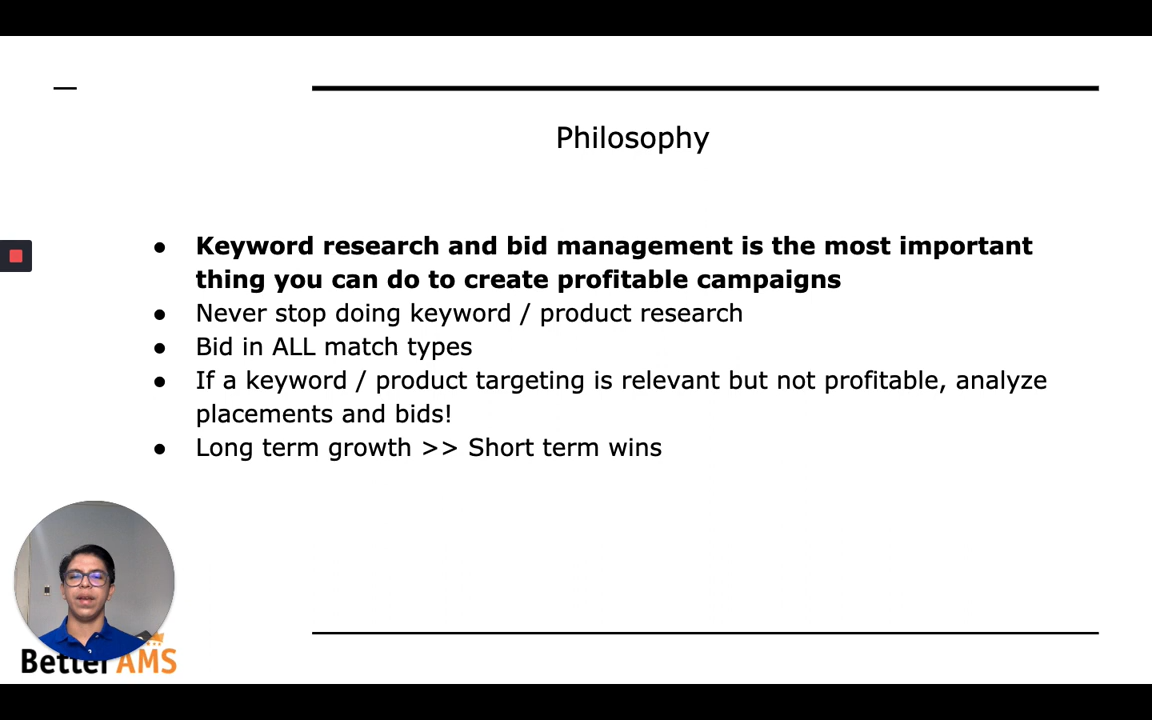 Philosophy
● Keyword research and bid management is the most important
thing you can do to create profitable campaigns
● Never stop doing keyword / product research
● Bid in ALL match types
● If a keyword / product targeting is relevant but not profitable, analyze
placements and bids!
● Long term growth >> Short term wins
Better AMS